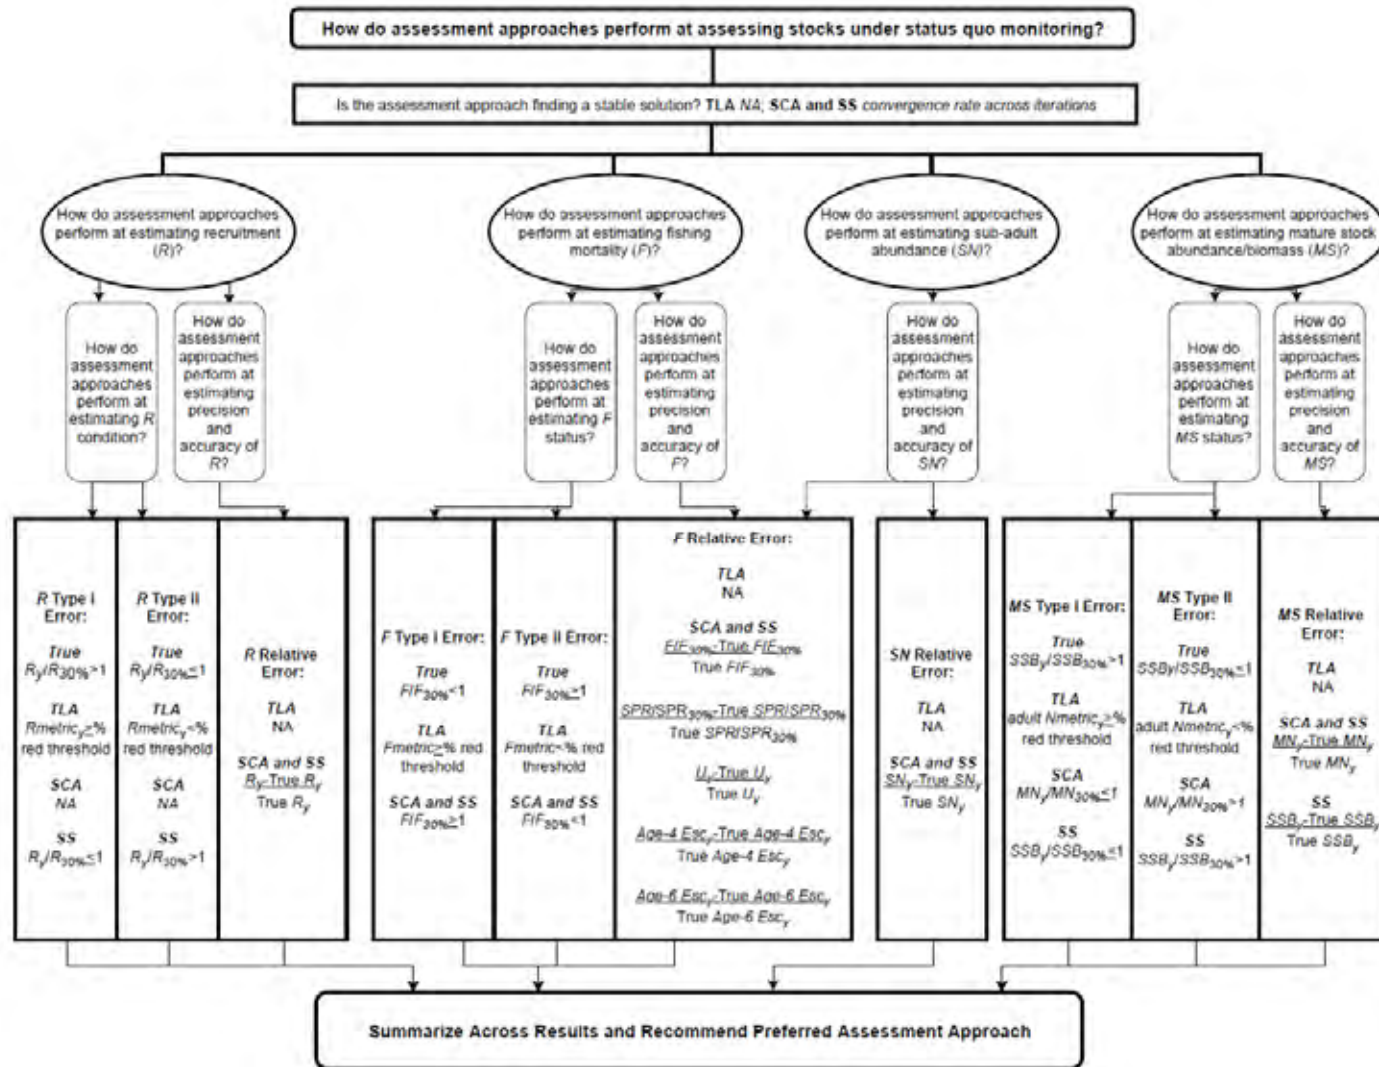 How do assessment approaches perform at assessing stocks under status quo monitoring?
Is the assessment approach finding a stable solution? TLA NA; SCA and SS convergence rate across iterations
How do assessment approaches
perform at estimating recruitment
(R)?
How do assessment approaches
perform at estimating fishing
mortality (F)?
How do assessment approaches
perform at estimating sub-adult
abundance (SN)?
How do assessment approaches
perform at estimating mature stock
abundance/biomass (MS)?
How do
assessment
approaches
perform at
estimating R
condition?
How do
assessment
approaches
perform at
estimating
precision
and
accuracy of
R?
How do
assessment
approaches
perform at
estimating F
status?
How do
assessment
approaches
perform at
estimating
precision
and
accuracy of
F?
How do
assessment
approaches
perform at
estimating
precision
and
accuracy of
SN?
How do
assessment
approaches
perform at
estimating
MS status?
How do
assessment
approaches
perform at
estimating
precision
and
accuracy of
MS?
R Type I
Error:
True
Ry/R30%>1
TLA
Rmetricy≥%
red threshold
SCA
NA
SS
Ry/R30%≤1
R Type II
Error:
True
Ry/R30%≤1
TLA
Rmetricy<%
red threshold
SCA
NA
SS
Ry/R30%>1
R Relative
Error:
TLA
NA
SCA and SS
Ry-True Ry
True Ry
F Type I Error:
True
F/F30%<1
TLA
Fmetric≥% red
threshold
SCA and SS
F/F30%≥1
F Type II Error:
True
F/F30%≥1
TLA
Fmetric<% red
threshold
SCA and SS
F/F30%<1
F Relative Error:
TLA
NA
SCA and SS
F/F30%-True F/F30%
True F/F30%
SPR/SPR30%-True SPR/SPR30%
True SPR/SPR30%
Uy-True Uy
True Uy
Age-4 Escy-True Age-4 Escy
True Age-4 Escy
Age-6 Escy-True Age-6 Escy
True Age-6 Escy
SN Relative
Error:
TLA
NA
SCA and SS
SNy-True SNy
True SNy
MS Type I Error:
True
SSBy/SSB30%>1
TLA
adult Nmetricy≥%
red threshold
SCA
MNy/MN30%≤1
SS
SSBy/SSB30%≤1
MS Type II
Error:
True
SSBy/SSB30%≤1
TLA
adult Nmetricy<%
red threshold
SCA
MNy/MN30%>1
SS
SSBy/SSB30%>1
MS Relative
Error:
TLA
NA
SCA and SS
MNy-True MNy
True MNy
SS
SSBy-True SSBy
True SSBy
Summarize Across Results and Recommend Preferred Assessment Approach